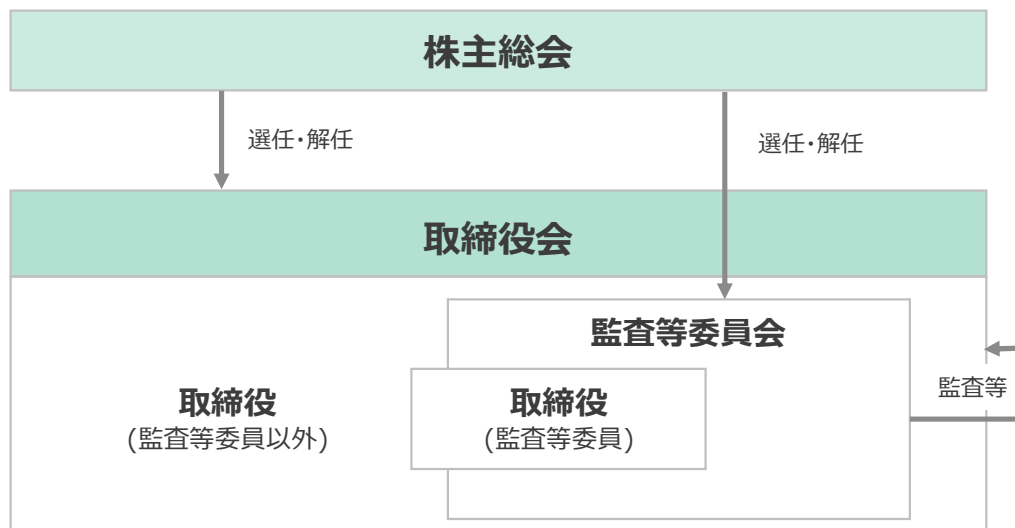 株主総会
選任・解任
選任・解任
取締役会
監査等委員会
取締役
(監査等委員以外)
取締役
(監査等委員)
監査等